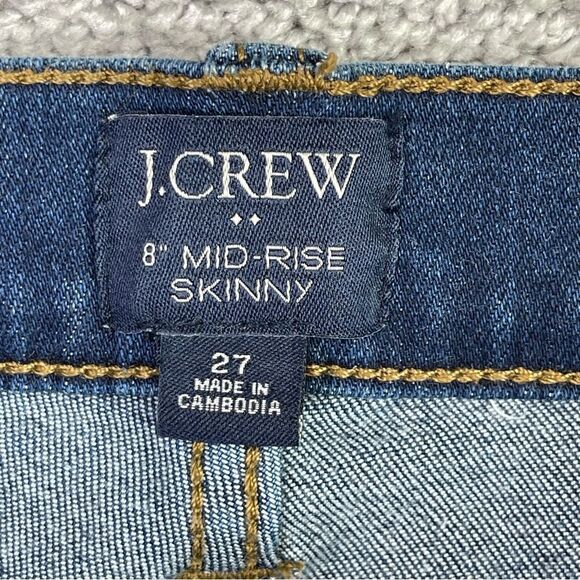 J.CREW
8" MID-RISE
SKINNY
27
MADE IN
CAMBODIA